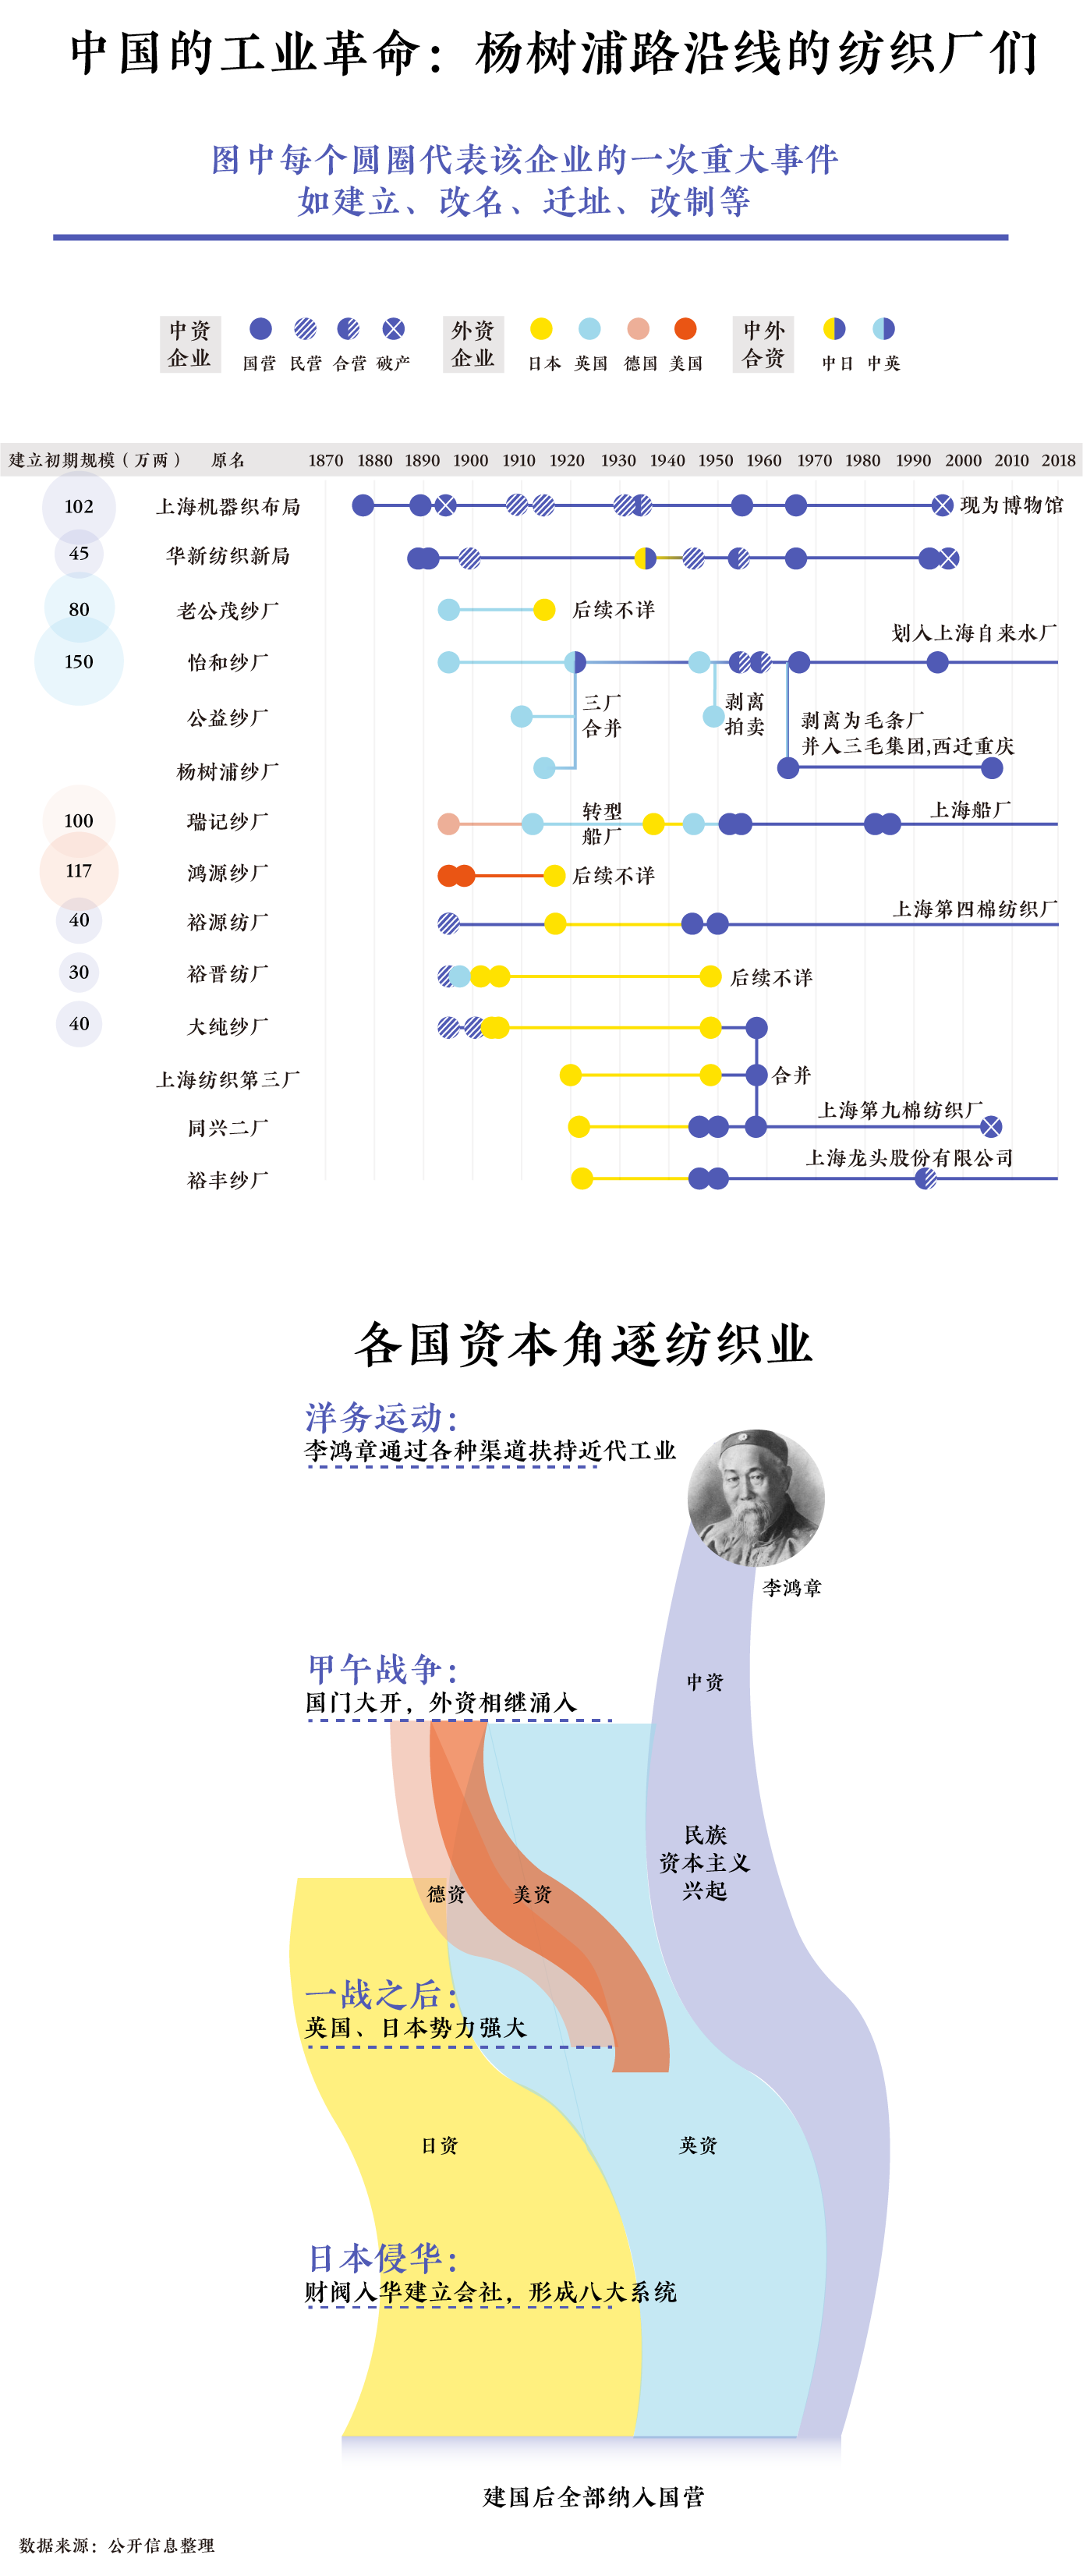 中国的工业革命：杨树浦路沿线的纺织厂们
图中每个圆圈代表该企业的一次重大事件
如建立、改名、迁址、改制等
中资
企业
国营 民营 合营 破产
外资
企业
日本 英国 德国 美国
中外
合资
中日 中英
建立初期规模（万两） 原名 1870 1880 1890 1900 1910 1920 1930 1940 1950 1960 1970 1980 1990 2000 2010 2018
102 上海机器织布局 现为博物馆
45 华新纺织新局
80 老公茂纱厂 后续不详
划入上海自来水厂
150 怡和纱厂
公益纱厂
三厂
合并
剥离
拍卖
剥离为毛条厂
并入三毛集团,西迁重庆
杨树浦纱厂
100 瑞记纱厂
转型
船厂
上海船厂
117 鸿源纱厂 后续不详
上海第四棉纺织厂
40 裕源纺厂
30 裕晋纺厂 后续不详
40 大纯纱厂
上海纺织第三厂 合并
上海第九棉纺织厂
同兴二厂
上海龙头股份有限公司
裕丰纱厂
各国资本角逐纺织业
洋务运动：
李鸿章通过各种渠道扶持近代工业
李鸿章
甲午战争：
国门大开，外资相继涌入
中资
民族
资本主义
兴起
德资 美资
一战之后：
英国、日本势力强大
日资 英资
日本侵华：
财阀入华建立会社，形成八大系统
建国后全部纳入国营
数据来源：公开信息整理